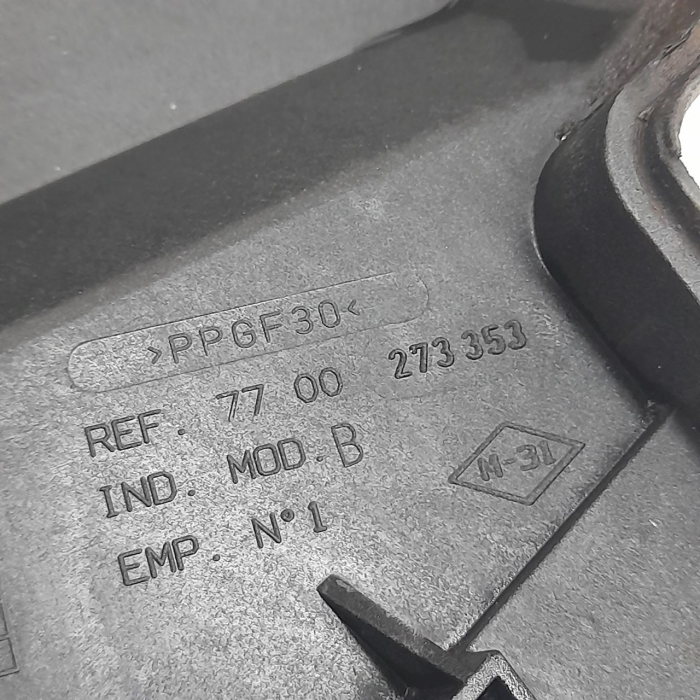 >PPGF30<
REF. 77 00 273 353
IND. MOD. B
M-31
EMP. N°1